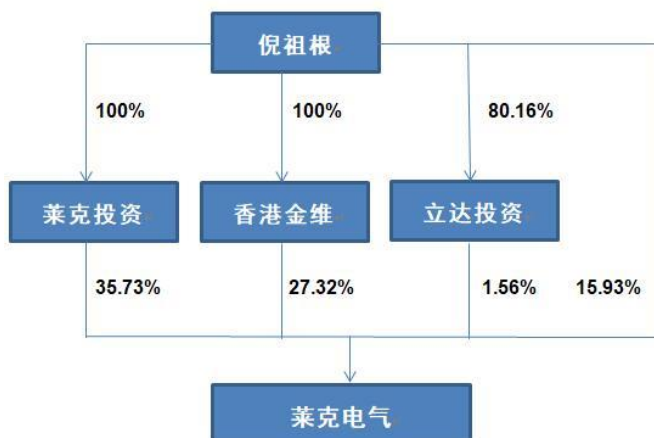 倪祖根
100% 100% 80.16%
莱克投资 香港金维 立达投资
35.73% 27.32% 1.56% 15.93%
莱克电气